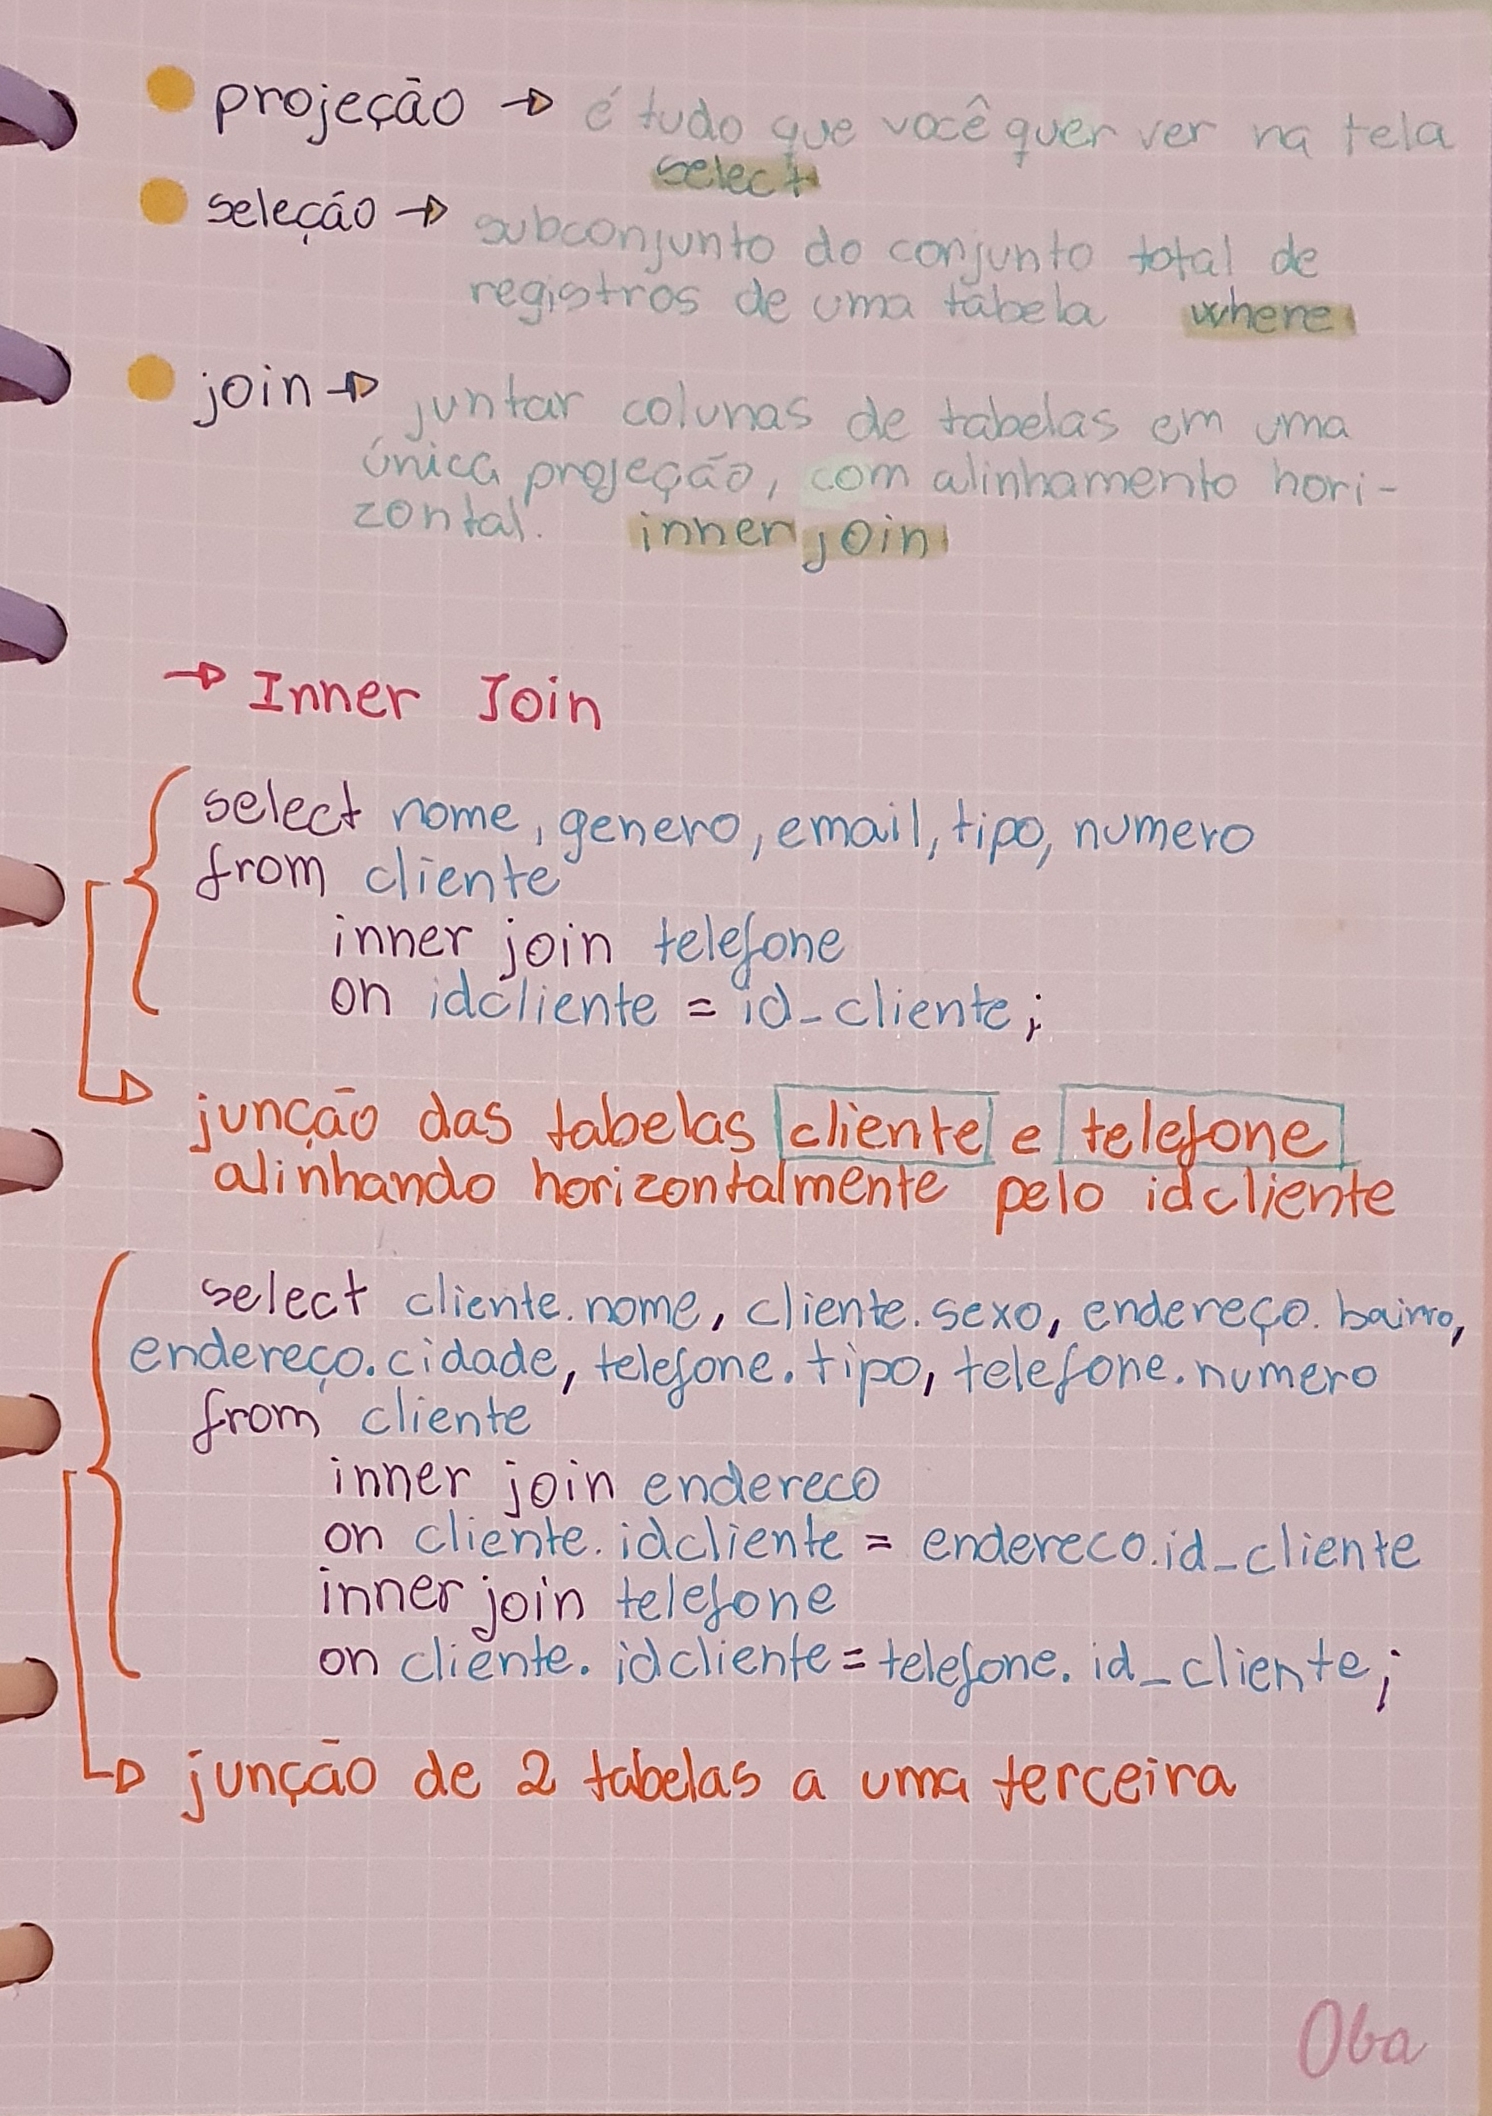 projeção → é tudo que você quer ver na tela
select
seleção → subconjunto do conjunto total de
registros de uma tabela where
join → juntar colunas de tabelas em uma
única projeção, com alinhamento hori-
zontal. inner join
→ Inner Join
select nome, genero, email, tipo, numero
from cliente
inner join telefone
on idcliente = id_cliente;
junção das tabelas cliente e telefone
alinhando horizontalmente pelo idcliente
select cliente.nome, cliente.sexo, endereço.bairro,
endereço.cidade, telefone.tipo, telefone.numero
from cliente
inner join endereco
on cliente.idcliente = endereco.id_cliente
inner join telefone
on cliente.idcliente = telefone.id_cliente;
junção de 2 tabelas a uma terceira
Oba